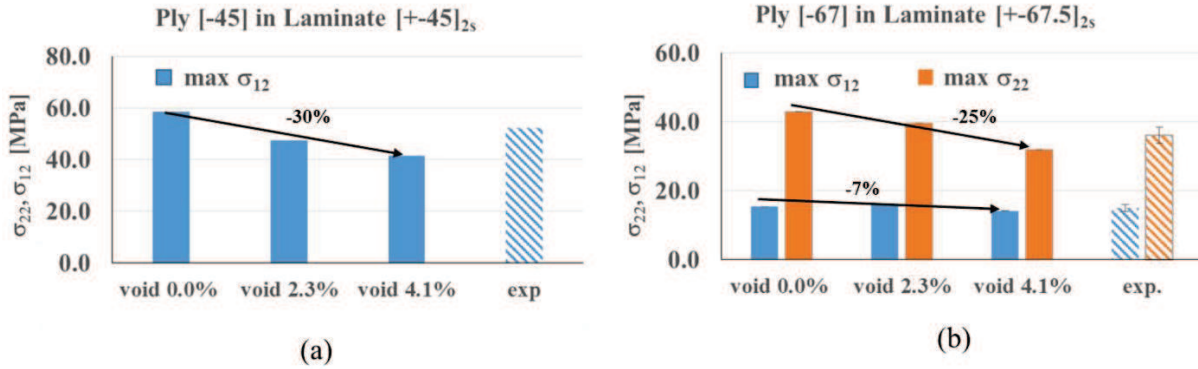 Ply [-45] in Laminate [+-45]2s
σ22, σ12 [MPa]
80.0
60.0
40.0
20.0
0.0
max σ12
-30%
void 0.0% void 2.3% void 4.1% exp
(a)
Ply [-67] in Laminate [+-67.5]2s
σ22, σ12 [MPa]
60.0
40.0
20.0
0.0
max σ12 max σ22
-25%
-7%
void 0.0% void 2.3% void 4.1% exp.
(b)